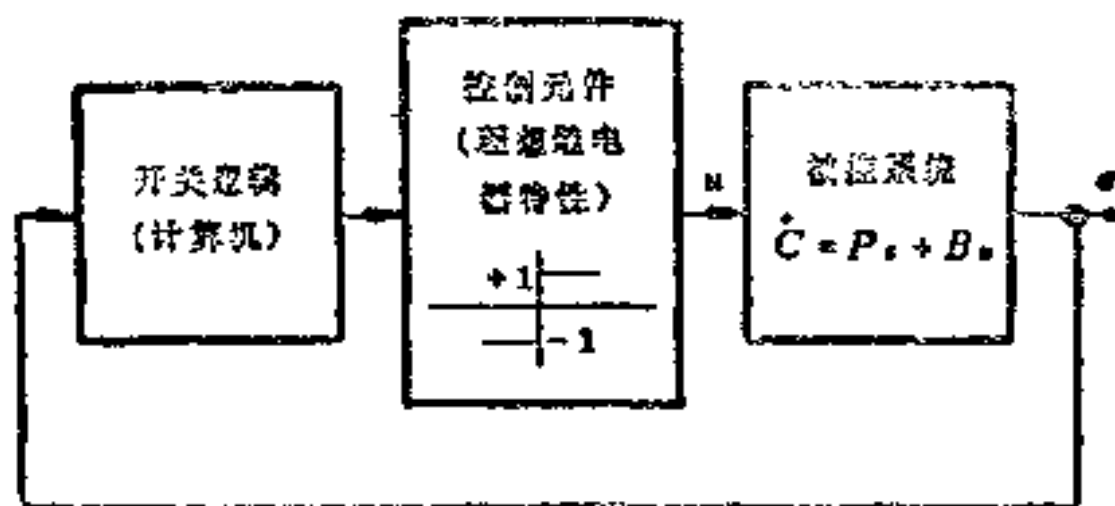 开关逻辑
(计算机)
控制元件
(理想继电
器特性)
+1
-1
u
被控系统
Ċ = Pε + Bu